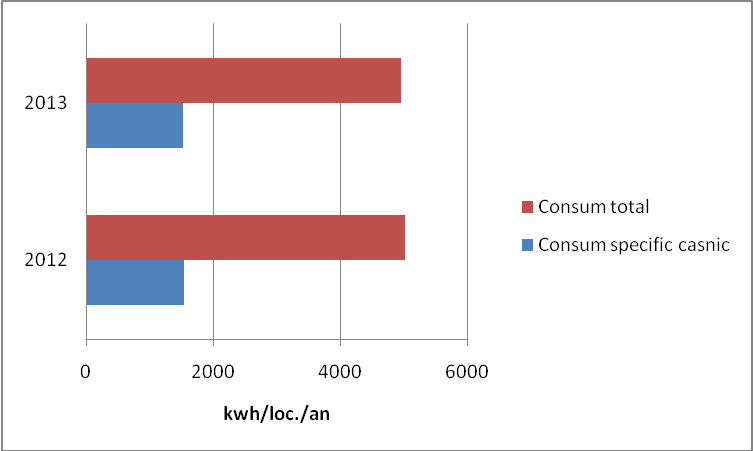 2013
2012
0 2000 4000 6000
kwh/loc./an
Consum total
Consum specific casnic